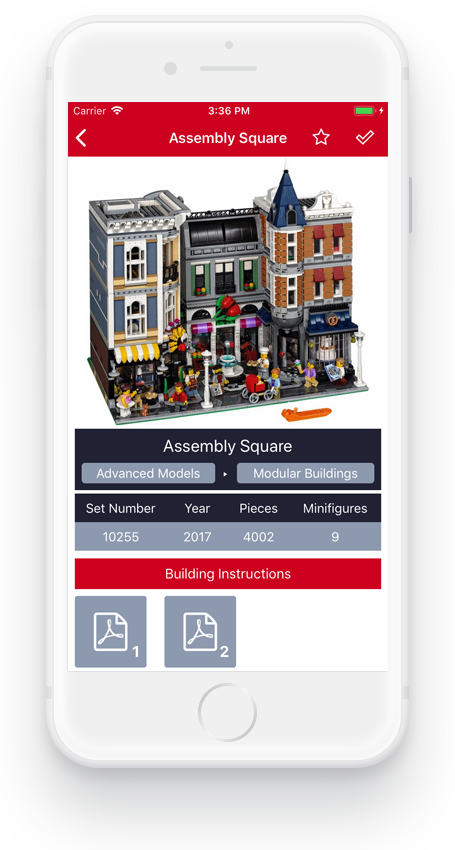 Carrier 3:36 PM
Assembly Square
Assembly Square
Advanced Models Modular Buildings
Set Number Year Pieces Minifigures
10255 2017 4002 9
Building Instructions
1 2